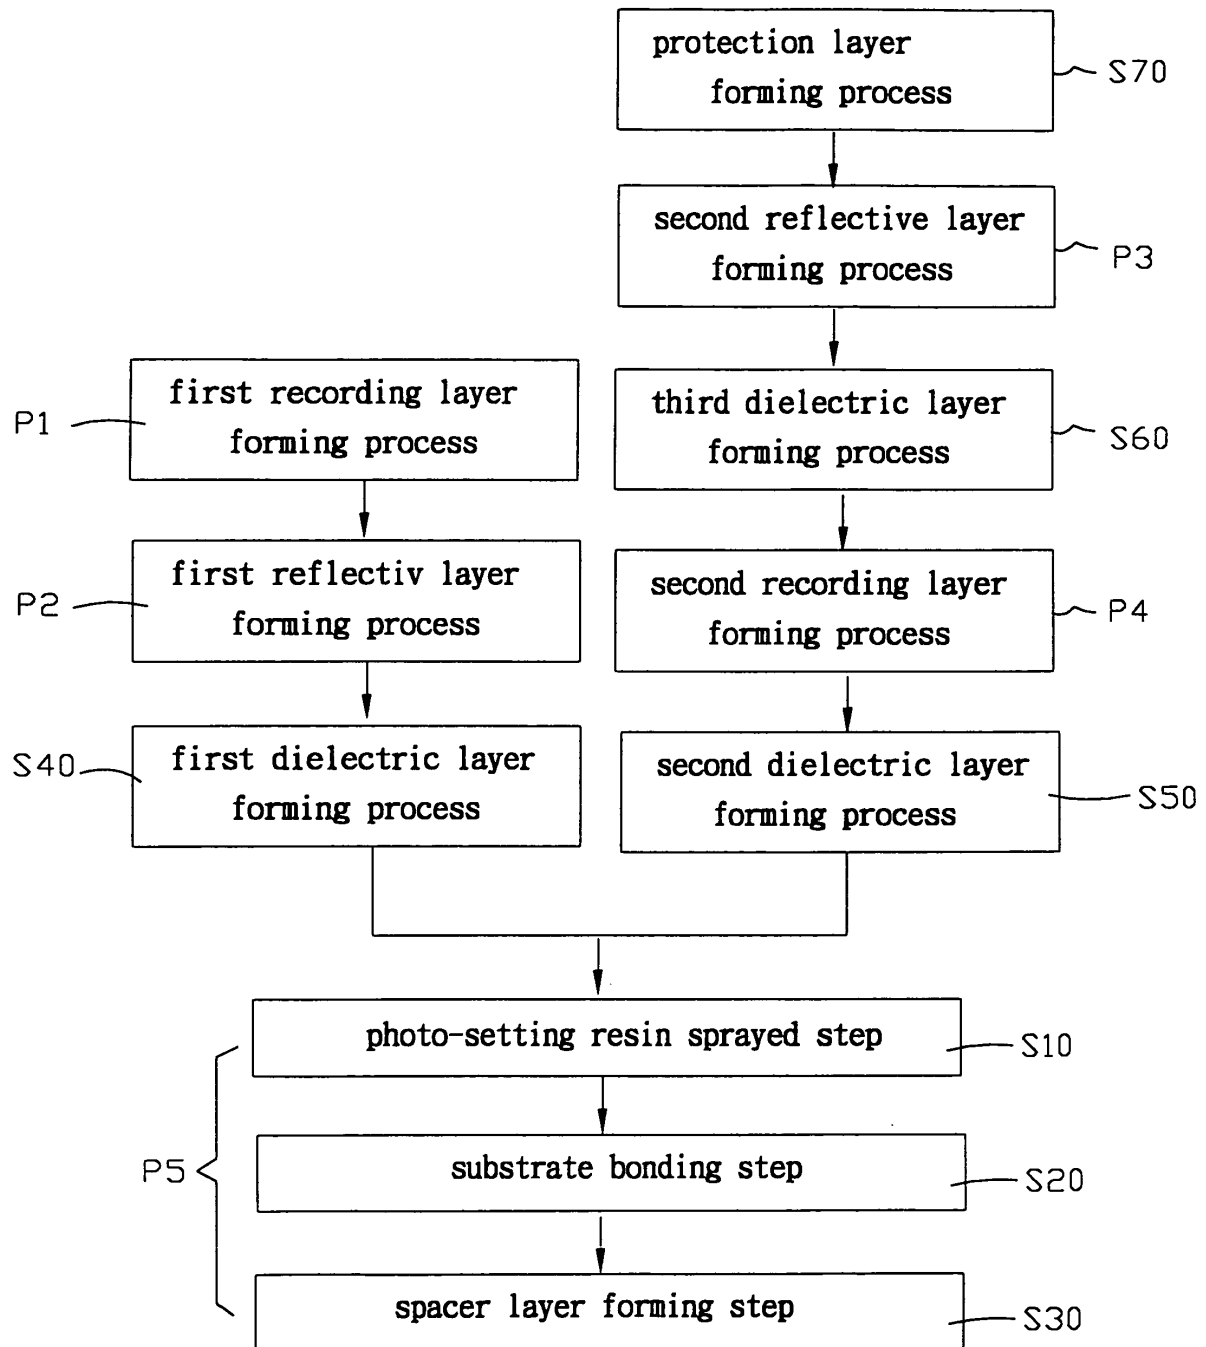 protection layer
forming process
S70
second reflective layer
forming process
P3
first recording layer
forming process
P1
third dielectric layer
forming process
S60
first reflectiv layer
forming process
P2
second recording layer
forming process
P4
first dielectric layer
forming process
S40
second dielectric layer
forming process
S50
photo-setting resin sprayed step
S10
P5
substrate bonding step
S20
spacer layer forming step
S30